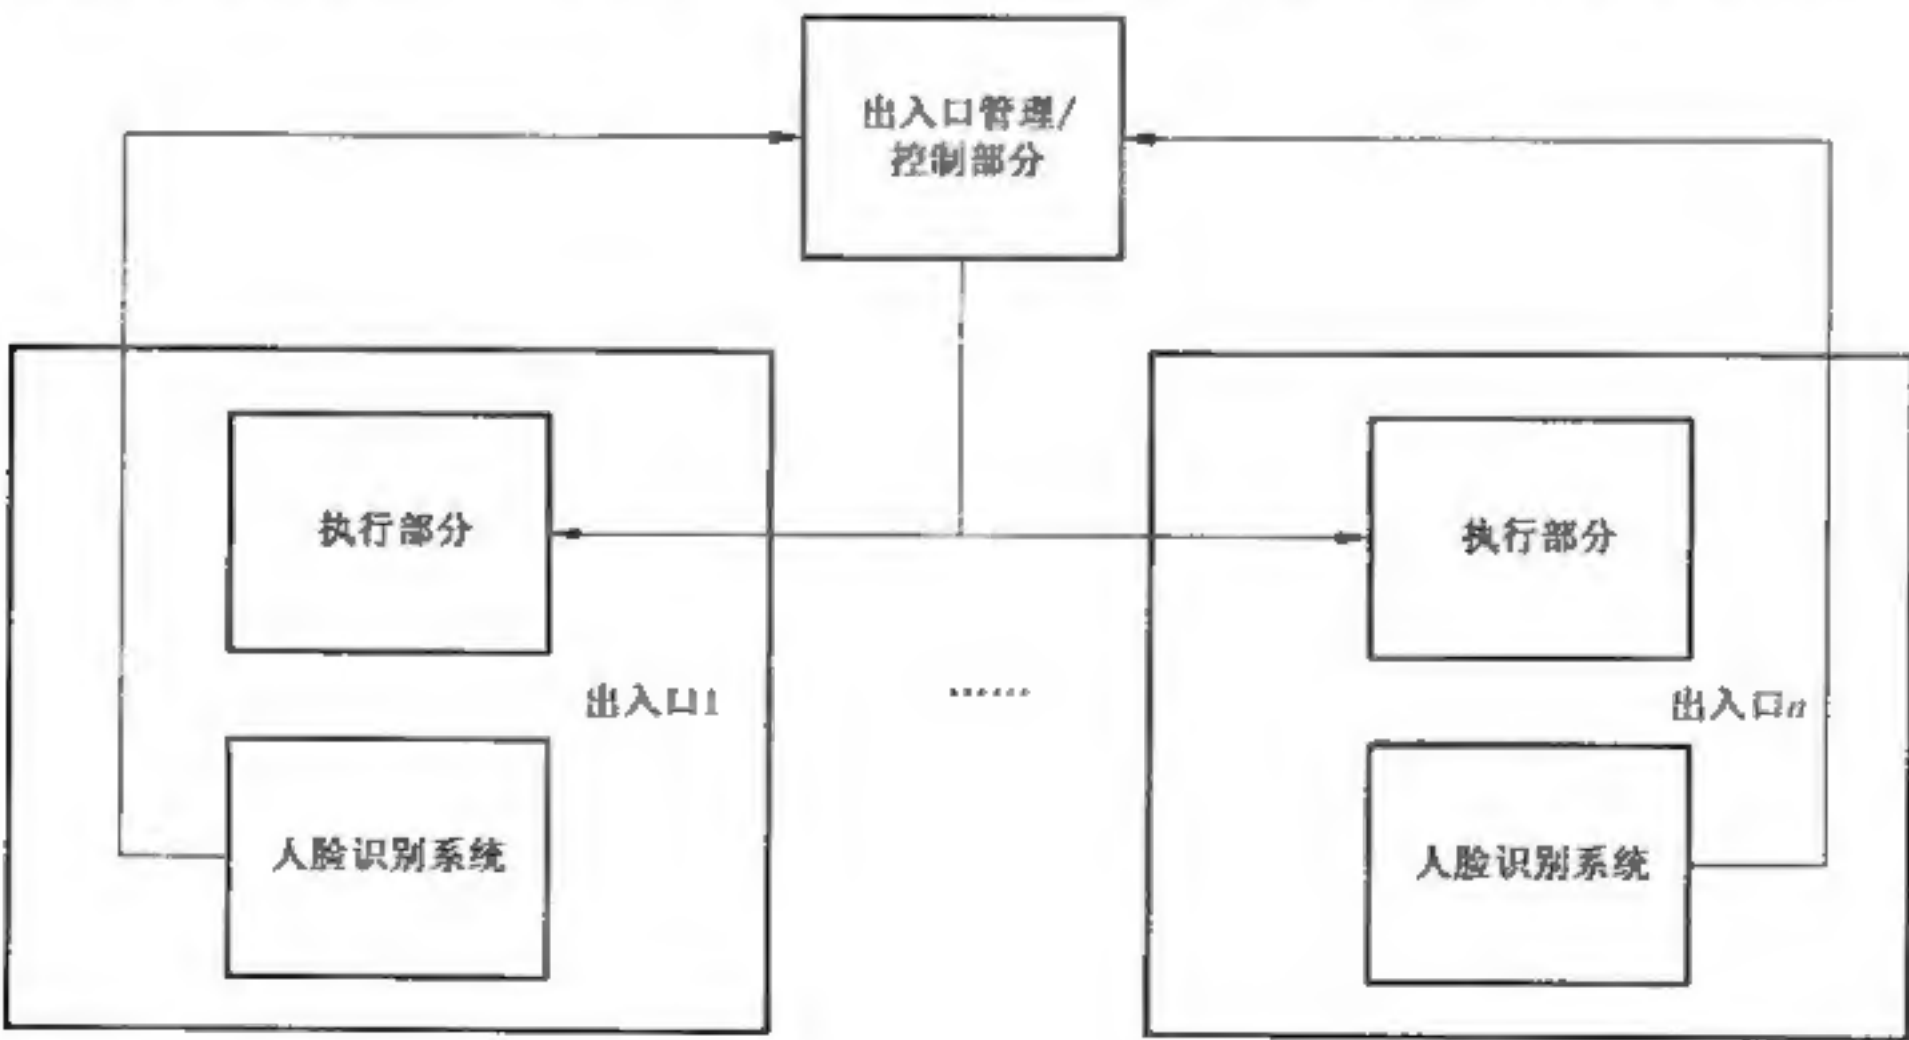 出入口管理/
控制部分
执行部分
执行部分
出入口1
……
出入口n
人脸识别系统
人脸识别系统